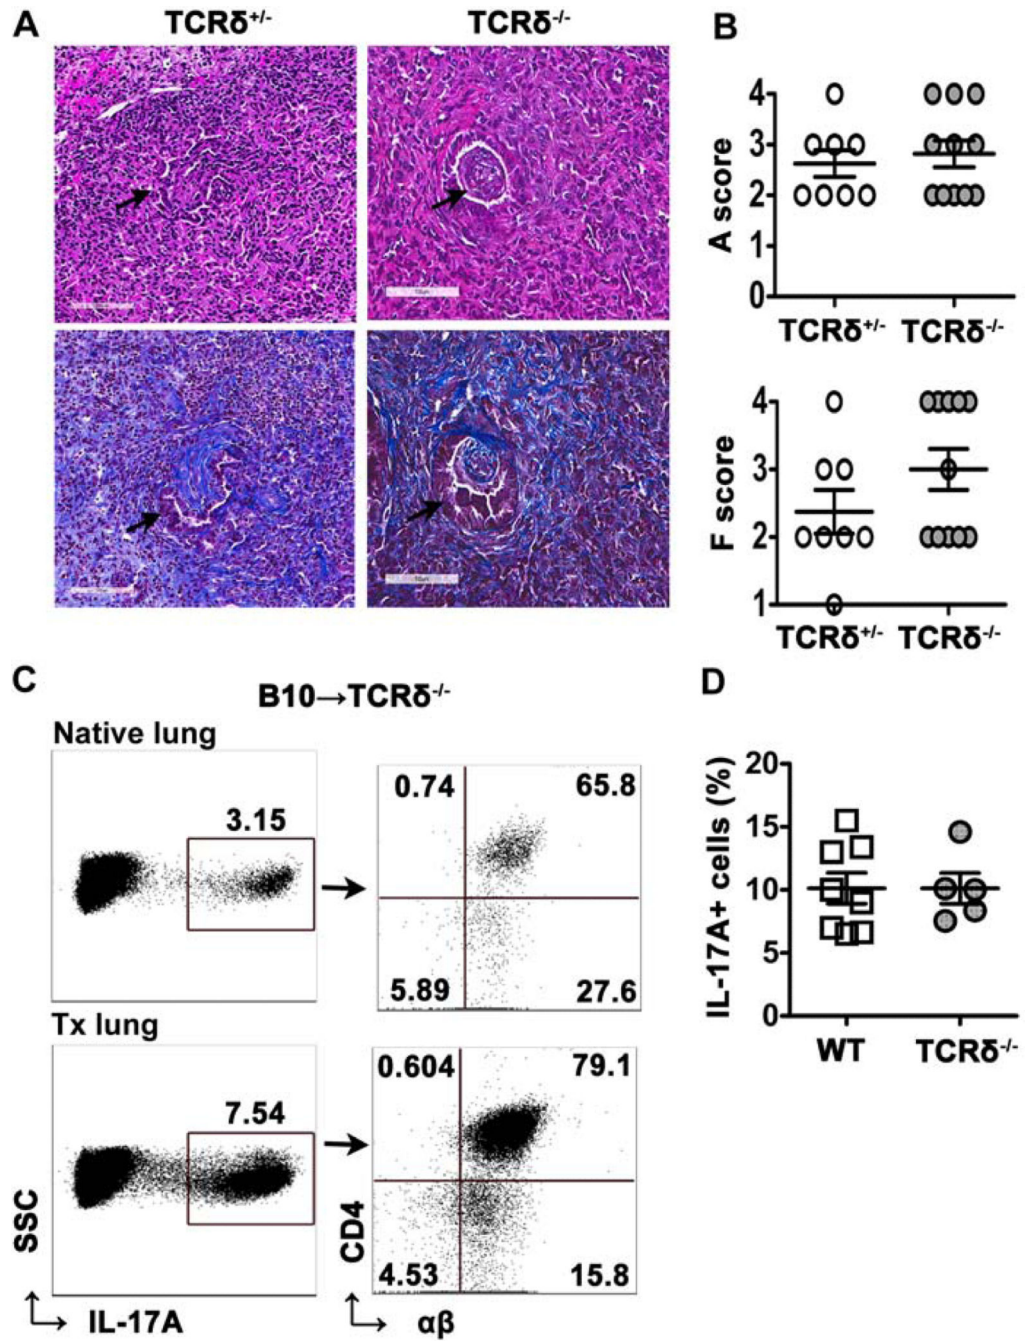 A
TCRδ+/-
TCRδ-/-
B
4
3
2
1
0
A score
TCRδ+/-
TCRδ-/-
4
3
2
1
F score
TCRδ+/-
TCRδ-/-
C
B10→TCRδ-/-
Native lung
3.15
0.74
65.8
5.89
27.6
Tx lung
7.54
0.604
79.1
4.53
15.8
SSC
IL-17A
CD4
αβ
D
20
15
10
5
0
IL-17A+ cells (%)
WT
TCRδ-/-